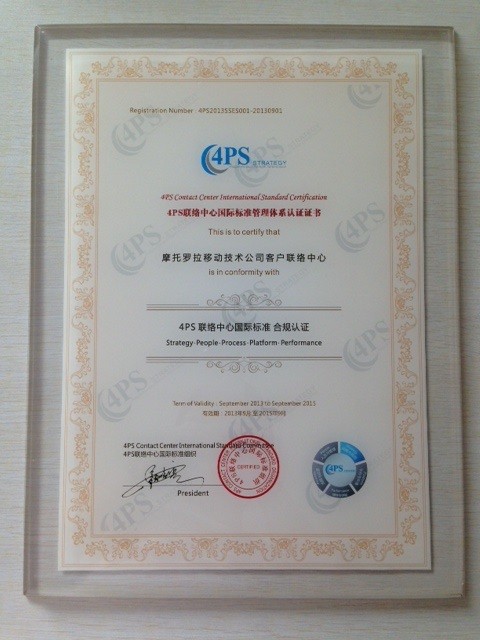 Registration Number : 4PS2013SSES001-20130901
4PS STRATEGY
4PS Contact Center International Standard Certification
4PS联络中心国际标准管理体系认证证书
This is to certify that
摩托罗拉移动技术公司客户联络中心
is in conformity with
4PS 联络中心国际标准 合规认证
Strategy·People·Process·Platform·Performance
Term of Validity : September 2013 to September 2015
有效期 : 2013年9月 至 2015年9月
4PS Contact Center International Standard Committee
4PS联络中心国际标准组织
President
CERTIFIED
4PS